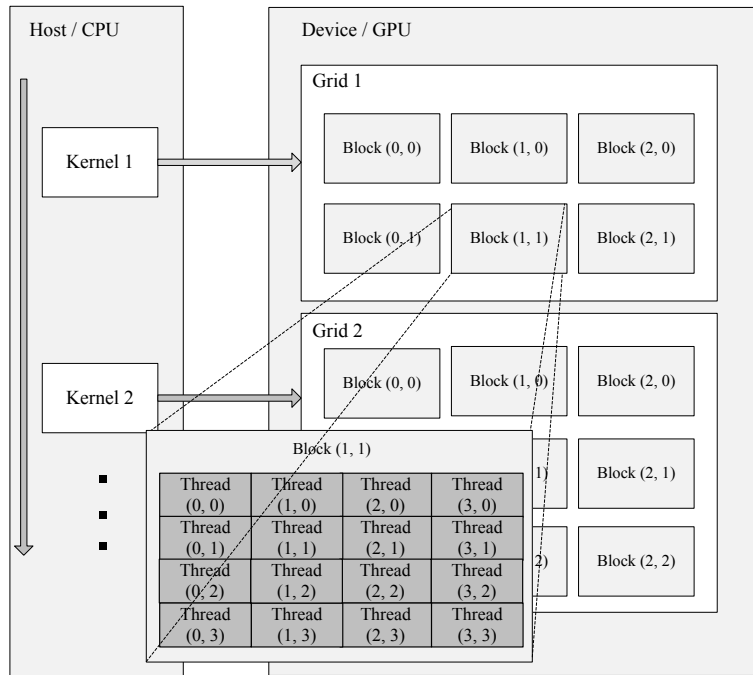 Host / CPU
Device / GPU
Grid 1
Block (0, 0)
Block (1, 0)
Block (2, 0)
Kernel 1
Block (0, 1)
Block (1, 1)
Block (2, 1)
Grid 2
Block (0, 0)
Block (1, 0)
Block (2, 0)
Kernel 2
Block (1, 1)
1)
Block (2, 1)
2)
Block (2, 2)
Thread (0, 0)
Thread (1, 0)
Thread (2, 0)
Thread (3, 0)
Thread (0, 1)
Thread (1, 1)
Thread (2, 1)
Thread (3, 1)
Thread (0, 2)
Thread (1, 2)
Thread (2, 2)
Thread (3, 2)
Thread (0, 3)
Thread (1, 3)
Thread (2, 3)
Thread (3, 3)